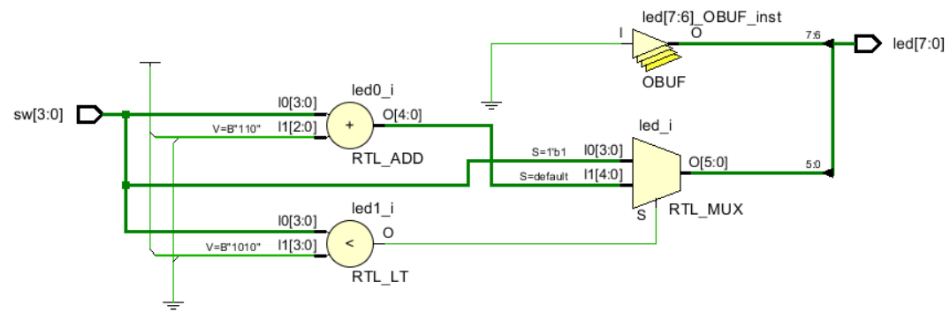 led[7:6]_OBUF_inst
I
O
7:6
led[7:0]
OBUF
sw[3:0]
led0_i
I0[3:0]
O[4:0]
V=B"110"
I1[2:0]
+
RTL_ADD
led_i
S=1'b1
I0[3:0]
O[5:0]
5:0
S=default
I1[4:0]
S
RTL_MUX
led1_i
I0[3:0]
O
V=B"1010"
I1[3:0]
<
RTL_LT